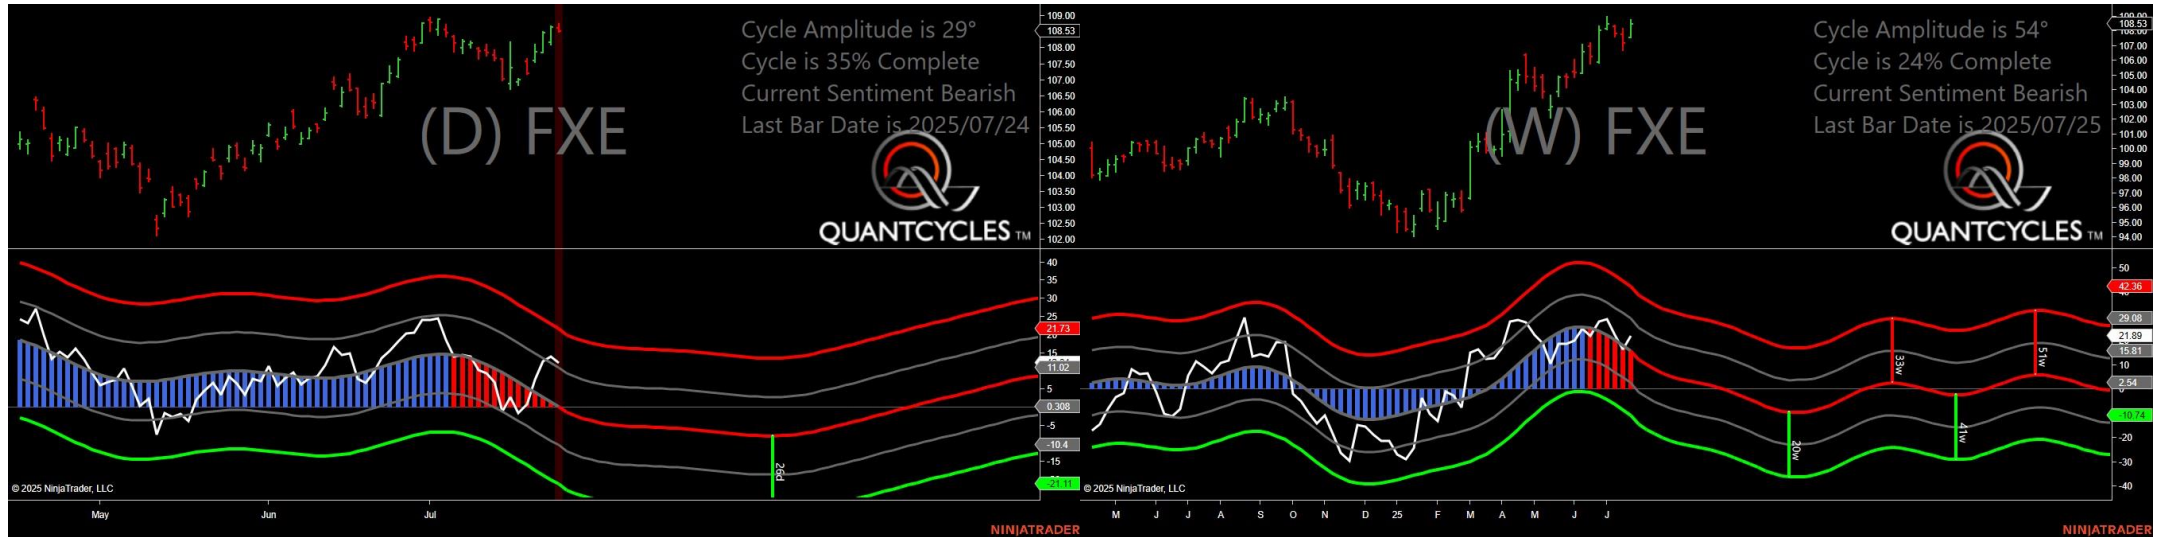 Cycle Amplitude is 29°
Cycle is 35% Complete
Current Sentiment Bearish
Last Bar Date is 2025/07/24
(D) FXE
QUANTCYCLES TM
109.00
108.53
108.00
107.50
107.00
106.50
106.00
105.50
105.00
104.50
104.00
103.50
103.00
102.50
102.00
40
35
30
25
21.73
15
11.02
5
0.308
-5
-10.4
-15
-21.11
26d
© 2025 NinjaTrader, LLC
May
Jun
Jul
NINJATRADER
Cycle Amplitude is 54°
Cycle is 24% Complete
Current Sentiment Bearish
Last Bar Date is 2025/07/25
(W) FXE
QUANTCYCLES TM
109.00
108.53
108.00
107.00
106.00
105.00
104.00
103.00
102.00
101.00
100.00
99.00
98.00
97.00
96.00
95.00
94.00
50
42.36
29.08
21.89
15.81
10
2.54
-10.74
-20
-30
-40
20w
33w
41w
51w
© 2025 NinjaTrader, LLC
M J J A S O N D 25 F M A M J J
NINJATRADER